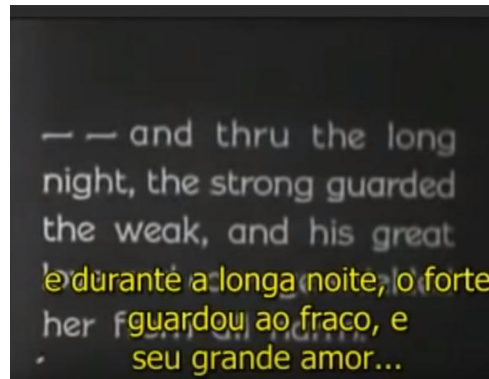 — — and thru the long
night, the strong guarded
the weak, and his great
her
e durante a longa noite, o forte
guardou ao fraco, e
seu grande amor...